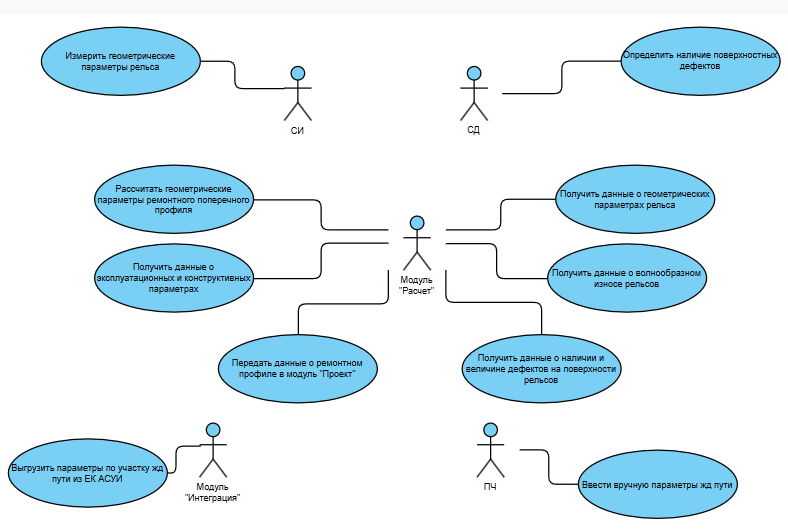 Измерить геометрические
параметры рельса
СИ
СД
Определить наличие поверхностных
дефектов
Рассчитать геометрические
параметры ремонтного поперечного
профиля
Получить данные о
эксплуатационных и конструктивных
параметрах
Модуль
"Расчет"
Получить данные о геометрических
параметрах рельса
Получить данные о волнообразном
износе рельсов
Передать данные о ремонтном
профиле в модуль "Проект"
Получить данные о наличии и
величине дефектов на поверхности
рельсов
Выгрузить параметры по участку жд
пути из ЕК АСУИ
Модуль
"Интеграция"
ПЧ
Ввести вручную параметры жд пути